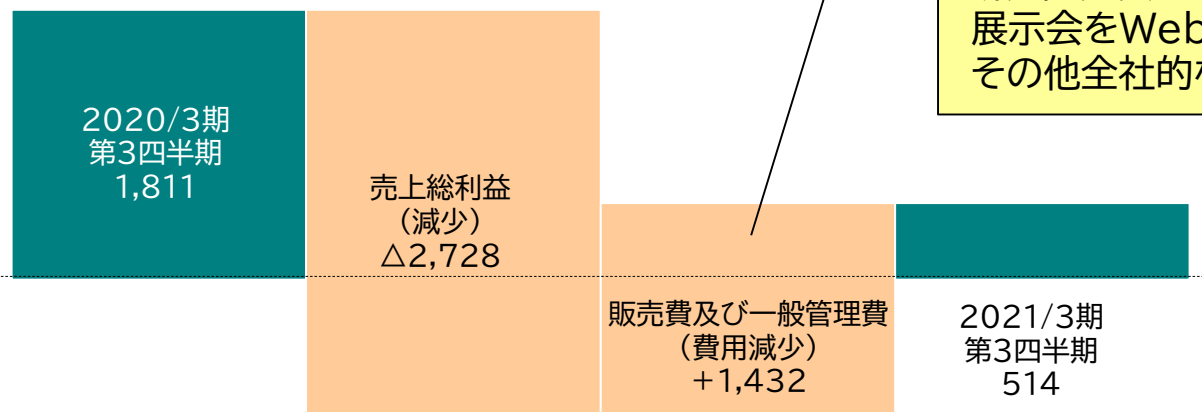 展示会をWeb
その他全社的
2020/3期
第3四半期
1,811
売上総利益
(減少)
△2,728
販売費及び一般管理費
(費用減少)
+1,432
2021/3期
第3四半期
514